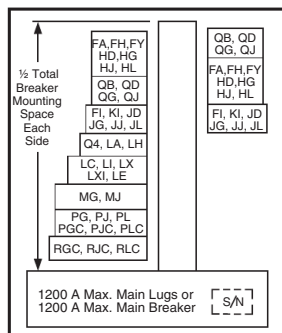 ½ Total
Breaker
Mounting
Space
Each
Side
FA,FH,FY
HD,HG
HJ, HL
QB, QD
QG, QJ
FI, KI, JD
JG, JJ, JL
Q4, LA, LH
LC, LI, LX
LXI, LE
MG, MJ
PG, PJ, PL
PGC, PJC, PLC
RGC, RJC, RLC
QB, QD
QG, QJ
FA,FH,FY
HD,HG
HJ, HL
FI, KI, JD
JG, JJ, JL
1200 A Max. Main Lugs or
1200 A Max. Main Breaker
S/N